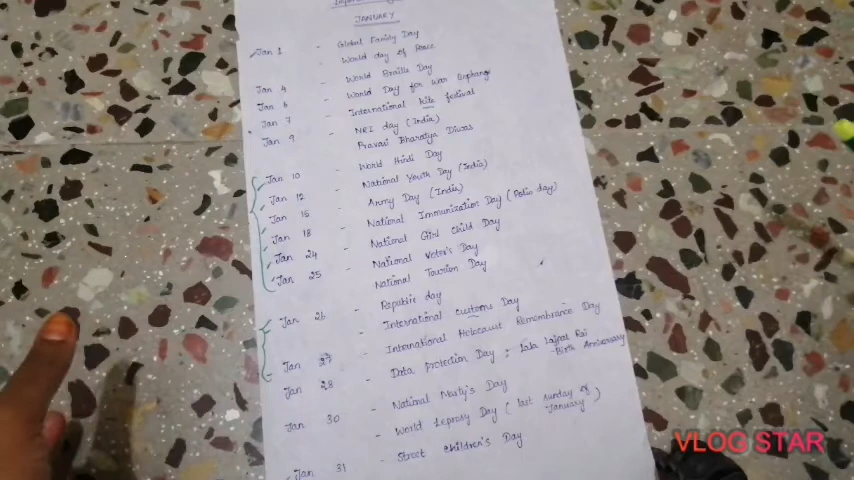 JANUARY
Jan 1 - Global Family Day
World day of Peace
Jan 4 - World Braille Day
Jan 6 - World Day for War Orphans
Jan 7 - International kite festival
Jan 9 - NRI day (India)
Pravasi Bharatiya Diwas
Jan 10 - World Hindi Day
Jan 12 - National Youth Day (India)
Jan 15 - Army Day (India)
Jan 18 - National Immunization Day (Polio day)
Jan 24 - National Girl Child Day
Jan 25 - National Voter's Day
National Tourism Day
Jan 26 - Republic day
- International customs Day
Jan 27 - International Holocaust Remembrance Day
Jan 28 - Data Protection Day ; Lala Lajpat Rai
- Birth Anniversary
Jan 30 - National Marty's Day
- World Leprosy Day ( last sunday of
January )
Jan 31 - Street children's Day
VLOG STAR